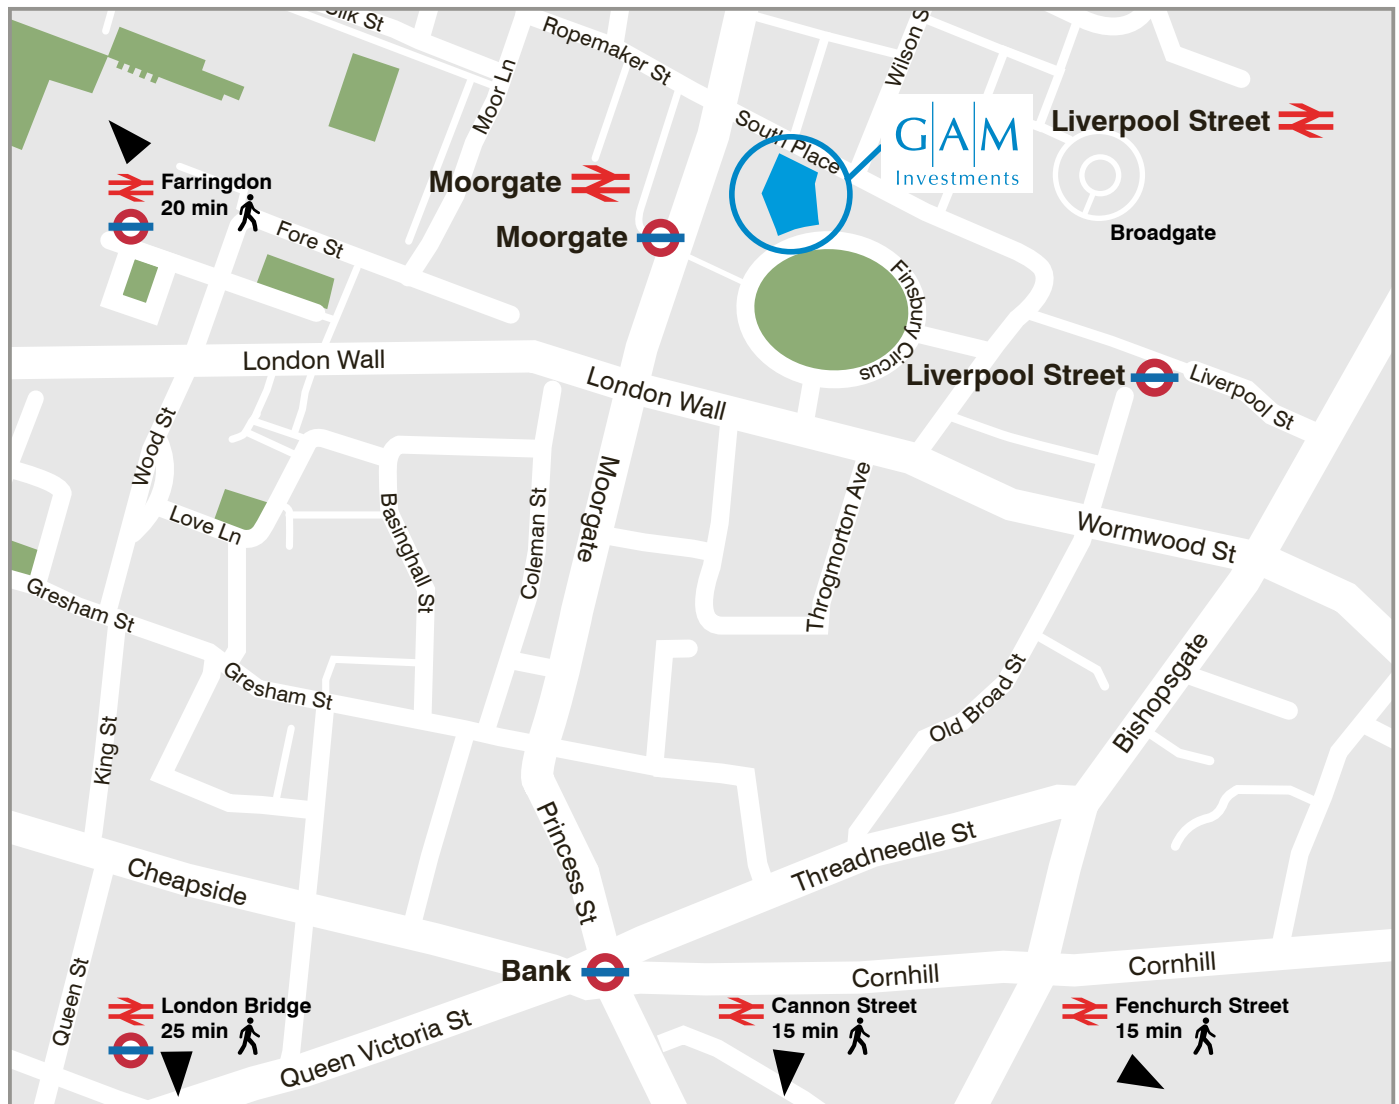 Silk St
Ropemaker St
Wilson S
Moor Ln
South Place
GAM
Investments
Liverpool Street
Moorgate
Farringdon
20 min
Moorgate
Fore St
Broadgate
Finsbury Circus
London Wall
London Wall
Liverpool Street
Liverpool St
Wood St
Moorgate
Basinghall St
Coleman St
Throgmorton Ave
Love Ln
Wormwood St
Gresham St
Gresham St
Old Broad St
Bishopsgate
King St
Princess St
Threadneedle St
Cheapside
Bank
Cornhill
Cornhill
Queen St
London Bridge
25 min
Queen Victoria St
Cannon Street
15 min
Fenchurch Street
15 min